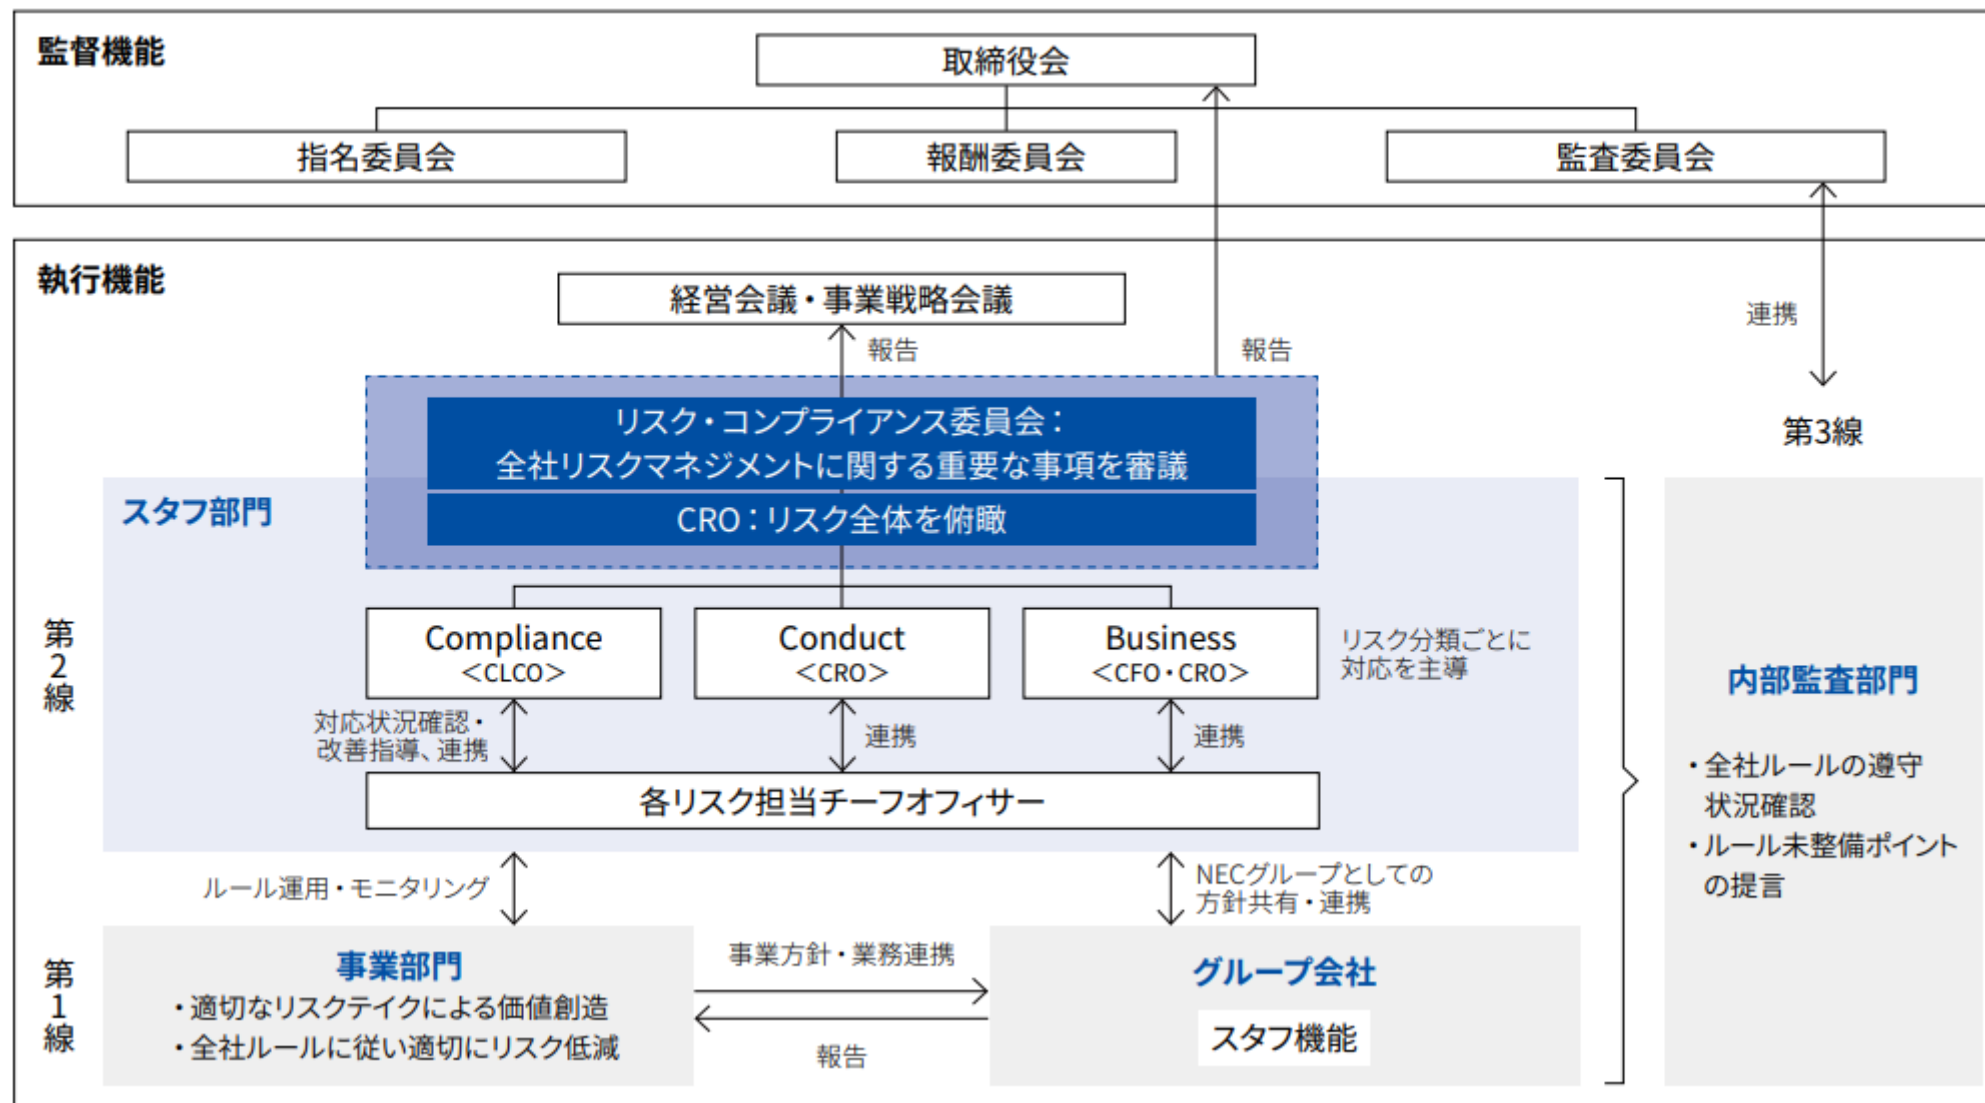 監督機能
取締役会
指名委員会
報酬委員会
監査委員会
執行機能
経営会議・事業戦略会議
報告
報告
連携
リスク・コンプライアンス委員会：
全社リスクマネジメントに関する重要な事項を審議
CRO：リスク全体を俯瞰
第3線
スタフ部門
第2線
Compliance
＜CLCO＞
Conduct
＜CRO＞
Business
＜CFO・CRO＞
リスク分類ごとに
対応を主導
対応状況確認・
改善指導、連携
連携
連携
各リスク担当チーフオフィサー
内部監査部門
・全社ルールの遵守
状況確認
・ルール未整備ポイント
の提言
ルール運用・モニタリング
NECグループとしての
方針共有・連携
第1線
事業部門
・適切なリスクテイクによる価値創造
・全社ルールに従い適切にリスク低減
事業方針・業務連携
報告
グループ会社
スタフ機能